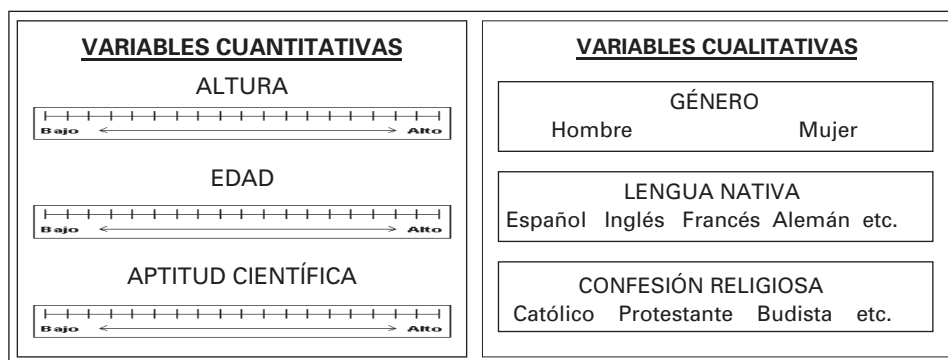 VARIABLES CUANTITATIVAS
ALTURA
Bajo Alto
EDAD
Bajo Alto
APTITUD CIENTÍFICA
Bajo Alto
VARIABLES CUALITATIVAS
GÉNERO
Hombre Mujer
LENGUA NATIVA
Español Inglés Francés Alemán etc.
CONFESIÓN RELIGIOSA
Católico Protestante Budista etc.